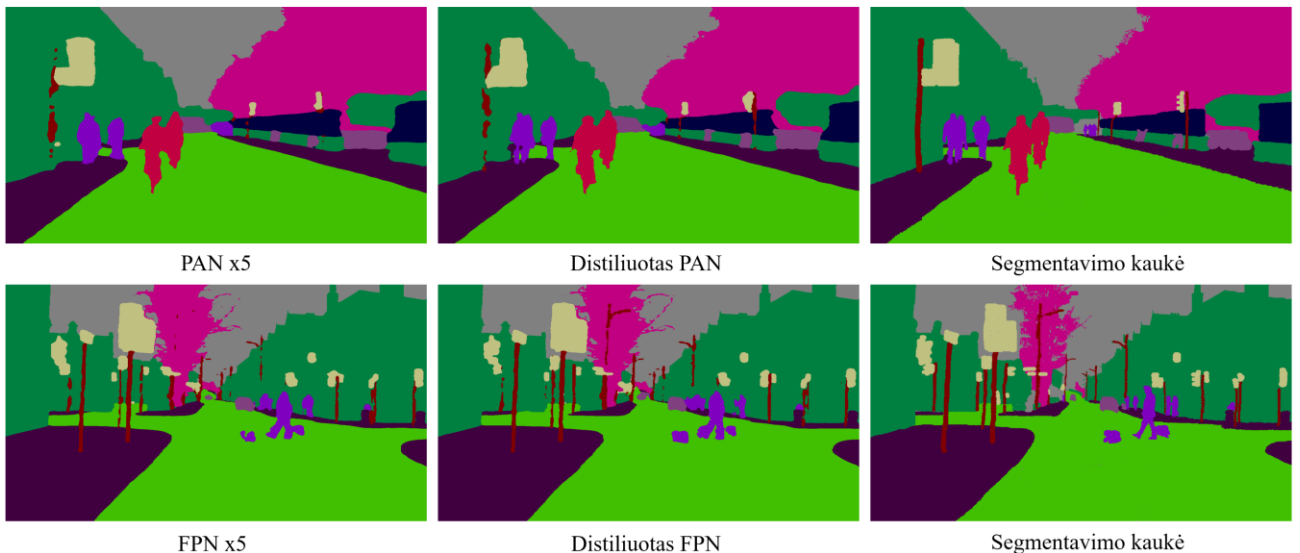 PAN x5
Distiliuotas PAN
Segmentavimo kaukė
FPN x5
Distiliuotas FPN
Segmentavimo kaukė